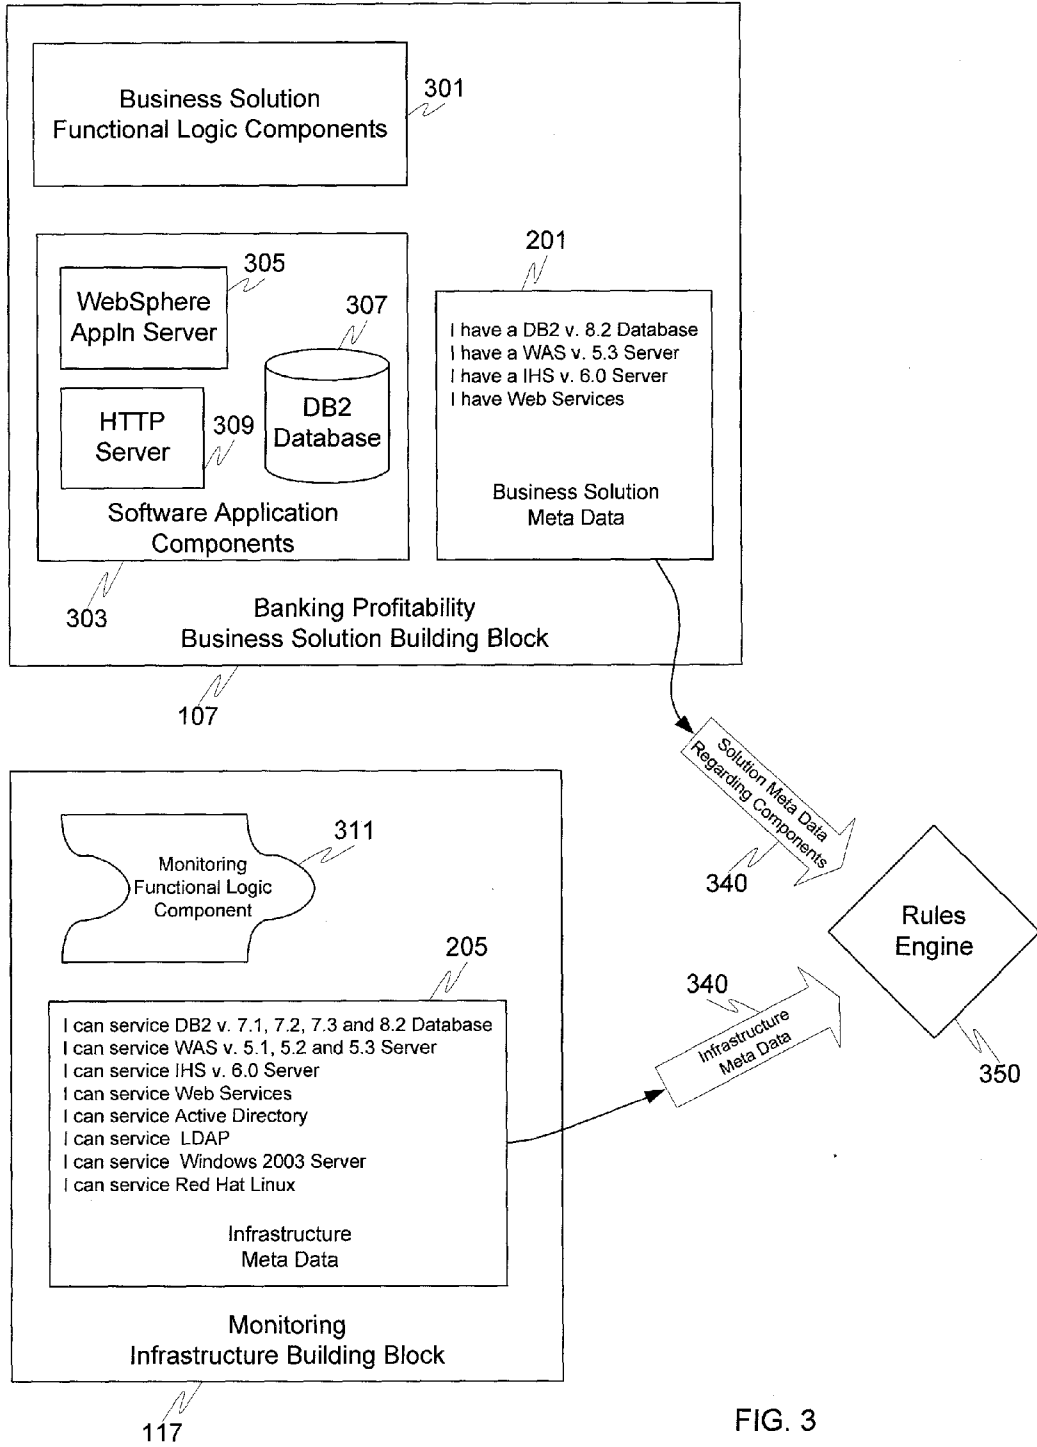 Business Solution
Functional Logic Components
301
201
305
WebSphere
AppIn Server
307
I have a DB2 v. 8.2 Database
I have a WAS v. 5.3 Server
I have a IHS v. 6.0 Server
I have Web Services
HTTP
Server
309
DB2
Database
Business Solution
Meta Data
Software Application
Components
303
Banking Profitability
Business Solution Building Block
107
Solution Meta Data
Regarding Components
340
311
Monitoring
Functional Logic
Component
Rules
Engine
205
340
I can service DB2 v. 7.1, 7.2, 7.3 and 8.2 Database
I can service WAS v. 5.1, 5.2 and 5.3 Server
I can service IHS v. 6.0 Server
I can service Web Services
I can service Active Directory
I can service LDAP
I can service Windows 2003 Server
I can service Red Hat Linux
Infrastructure
Meta Data
350
Infrastructure
Meta Data
Monitoring
Infrastructure Building Block
117
FIG. 3